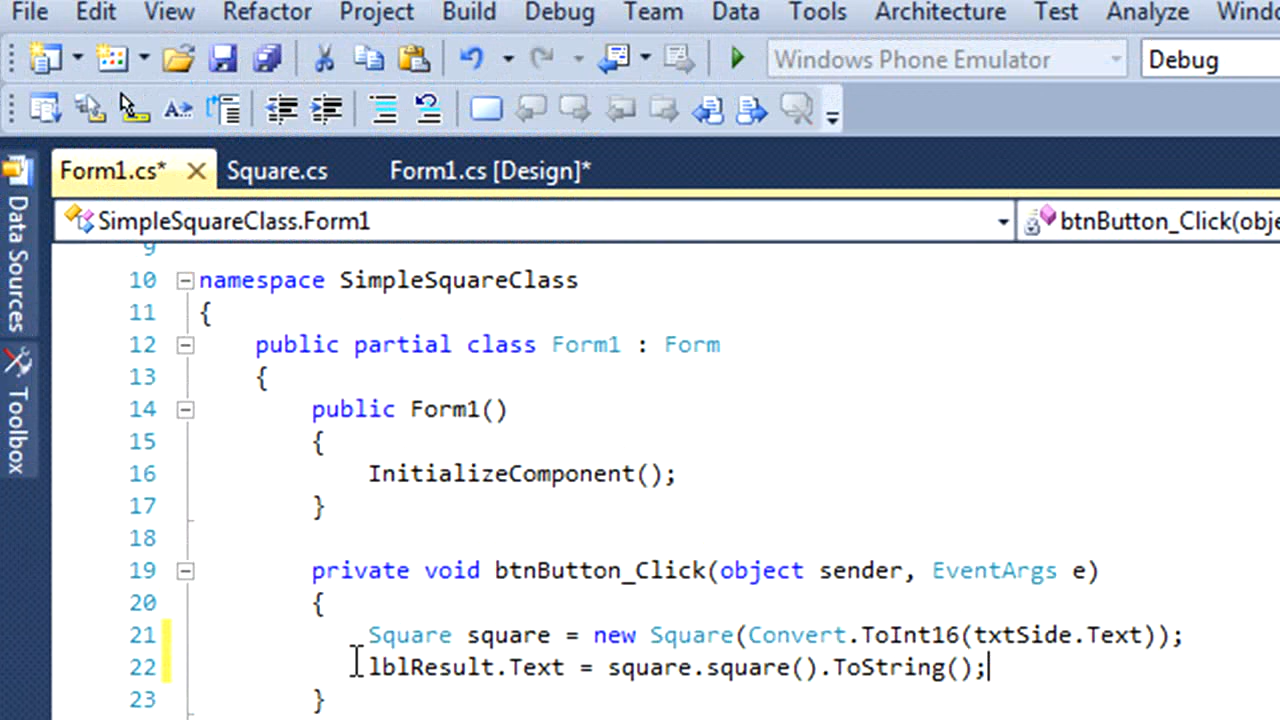 File Edit View Refactor Project Build Debug Team Data Tools Architecture Test Analyze Windo
Windows Phone Emulator Debug
Form1.cs* Square.cs Form1.cs [Design]*
SimpleSquareClass.Form1 btnButton_Click(obje
Data Sources
Toolbox
9
10 namespace SimpleSquareClass
11 {
12 public partial class Form1 : Form
13 {
14 public Form1()
15 {
16 InitializeComponent();
17 }
18
19 private void btnButton_Click(object sender, EventArgs e)
20 {
21 Square square = new Square(Convert.ToInt16(txtSide.Text));
22 lblResult.Text = square.square().ToString();
23 }